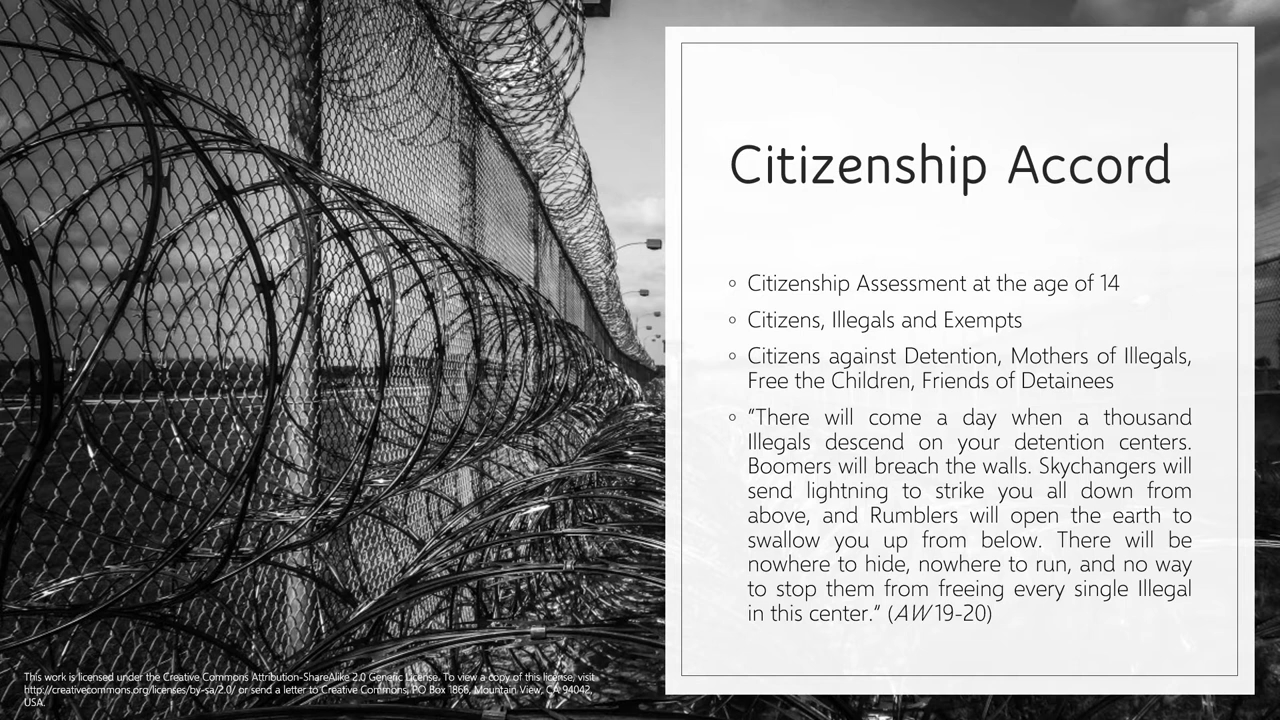 Citizenship Accord
◦ Citizenship Assessment at the age of 14
◦ Citizens, Illegals and Exempts
◦ Citizens against Detention, Mothers of Illegals,
Free the Children, Friends of Detainees
◦ "There will come a day when a thousand
Illegals descend on your detention centers.
Boomers will breach the walls. Skychangers will
send lightning to strike you all down from
above, and Rumblers will open the earth to
swallow you up from below. There will be
nowhere to hide, nowhere to run, and no way
to stop them from freeing every single Illegal
in this center." (AW 19-20)
This work is licensed under the Creative Commons Attribution-ShareAlike 2.0 Generic License. To view a copy of this license, visit
http://creativecommons.org/licenses/by-sa/2.0/ or send a letter to Creative Commons, PO Box 1866, Mountain View, CA 94042,
USA.